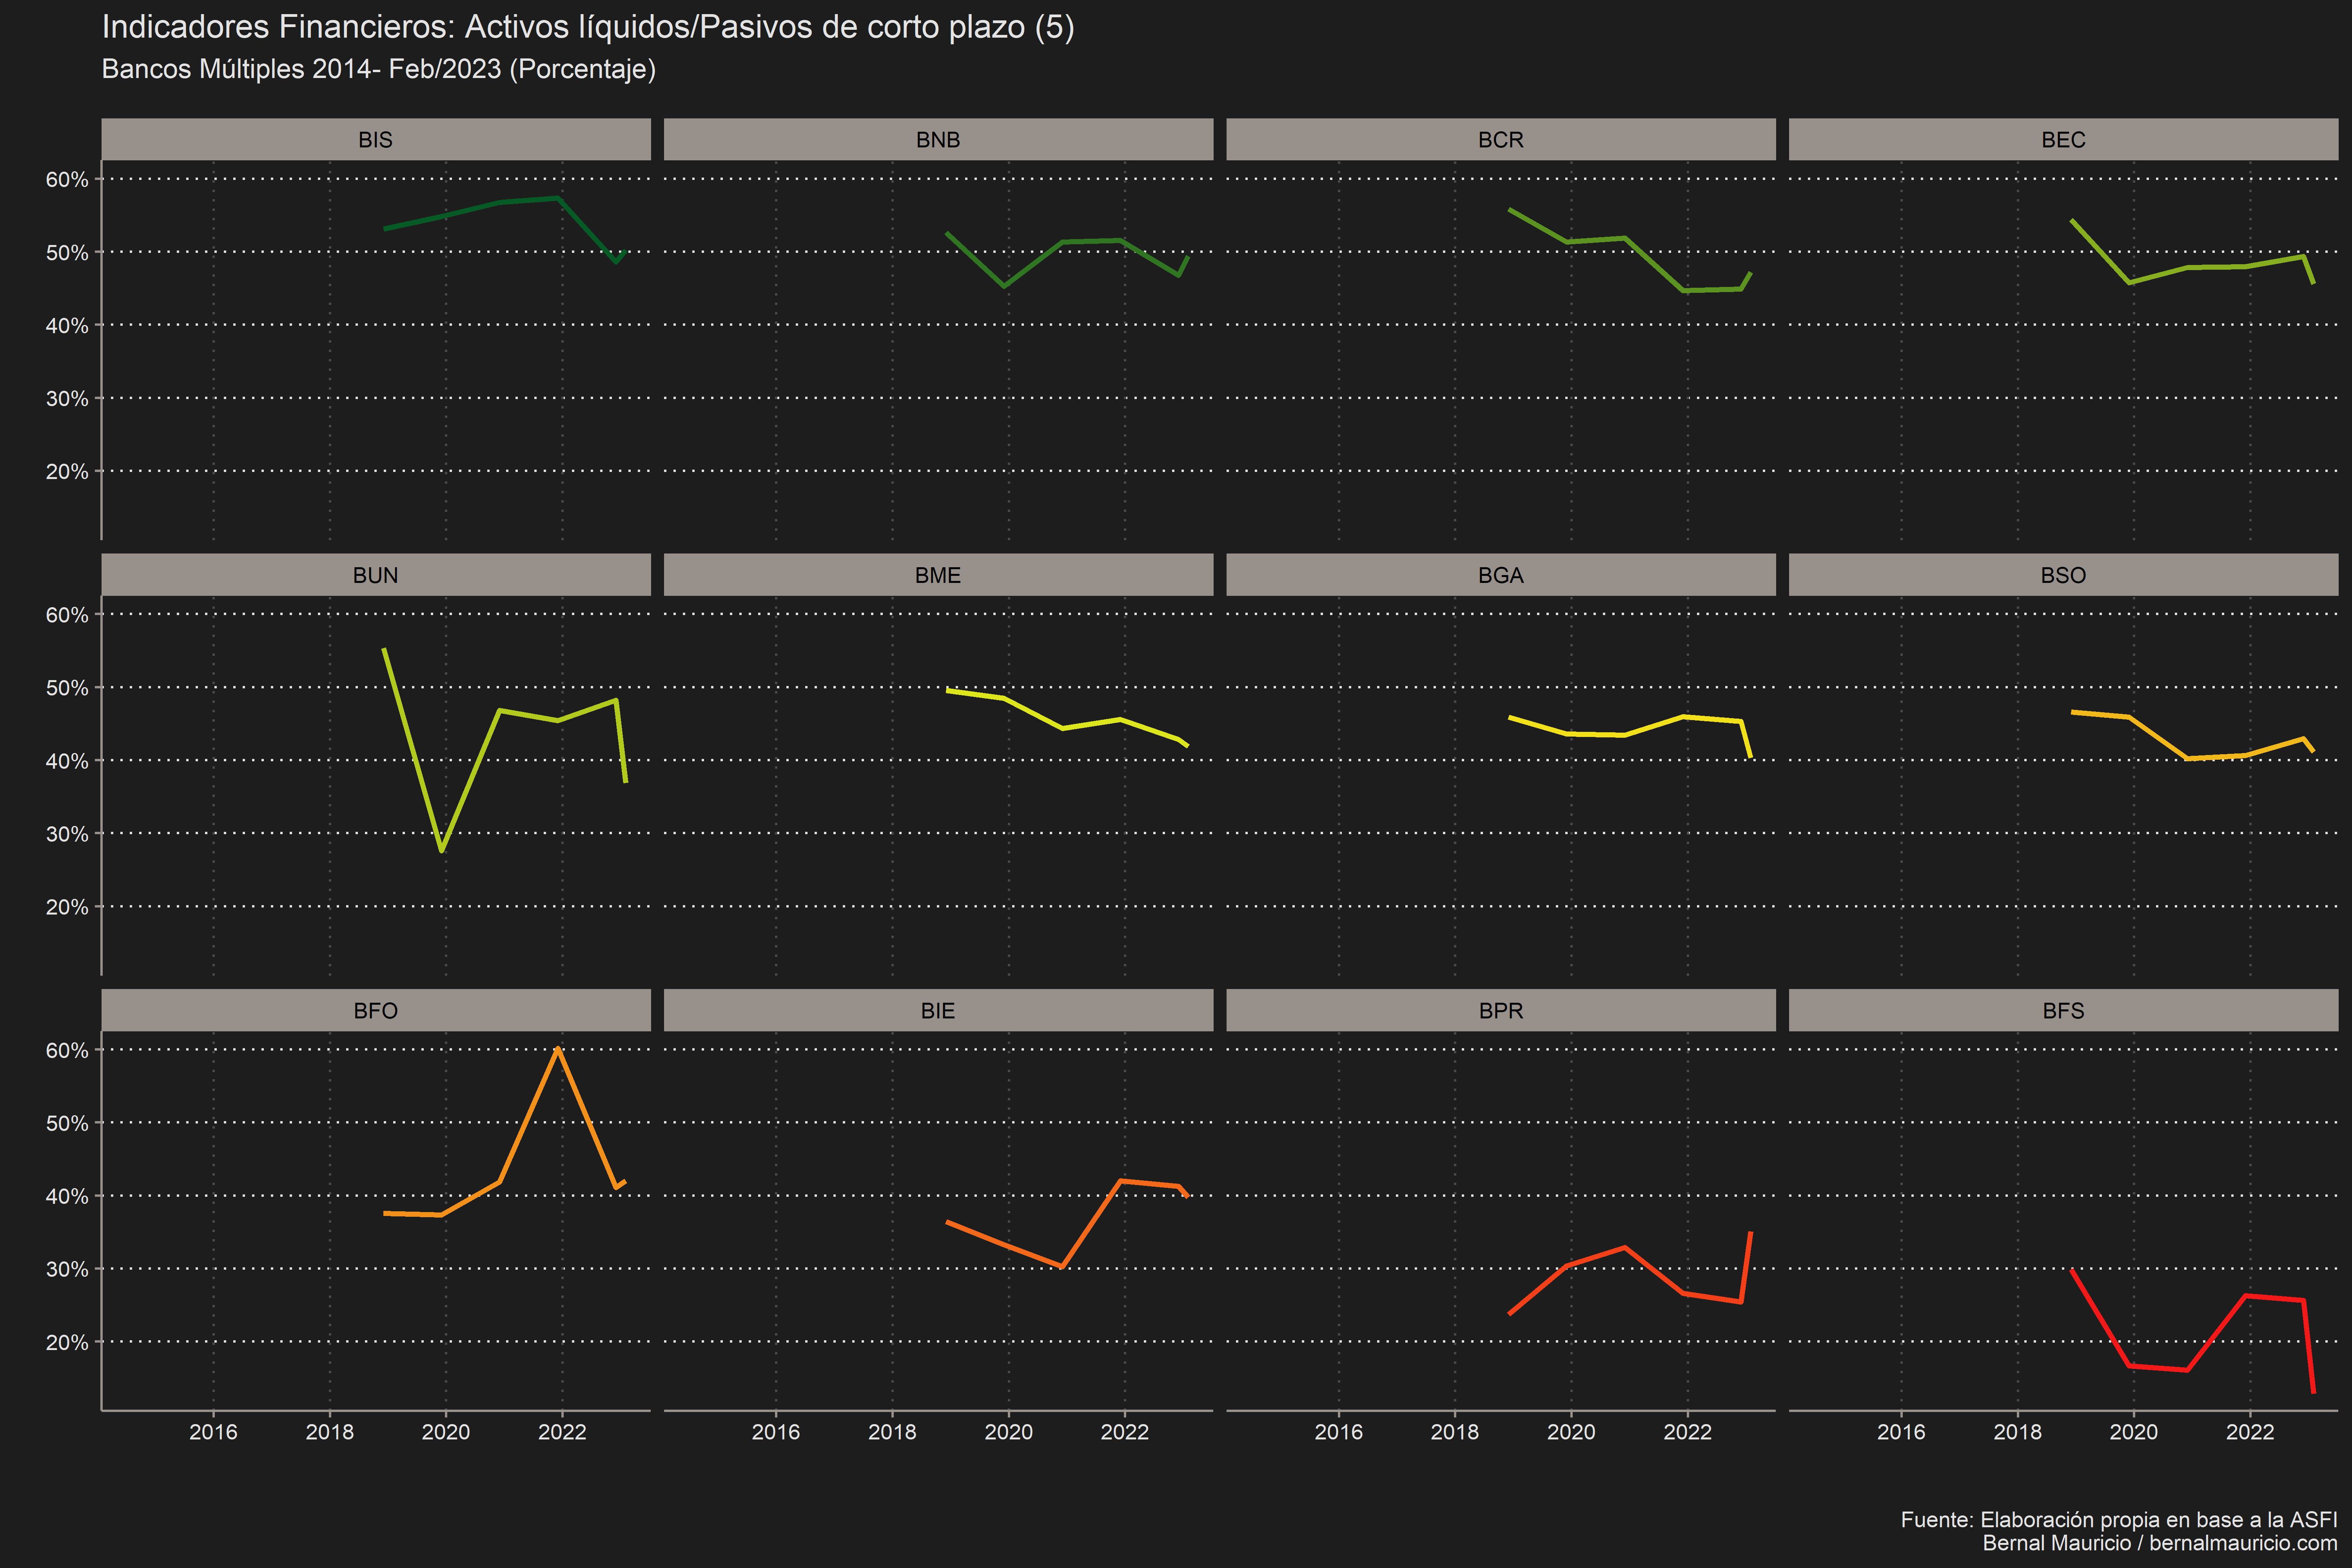 Indicadores Financieros: Activos líquidos/Pasivos de corto plazo (5)
Bancos Múltiples 2014- Feb/2023 (Porcentaje)
BIS
BNB
BCR
BEC
60%
50%
40%
30%
20%
BUN
BME
BGA
BSO
60%
50%
40%
30%
20%
BFO
BIE
BPR
BFS
60%
50%
40%
30%
20%
2016 2018 2020 2022
2016 2018 2020 2022
2016 2018 2020 2022
2016 2018 2020 2022
Fuente: Elaboración propia en base a la ASFI
Bernal Mauricio / bernalmauricio.com